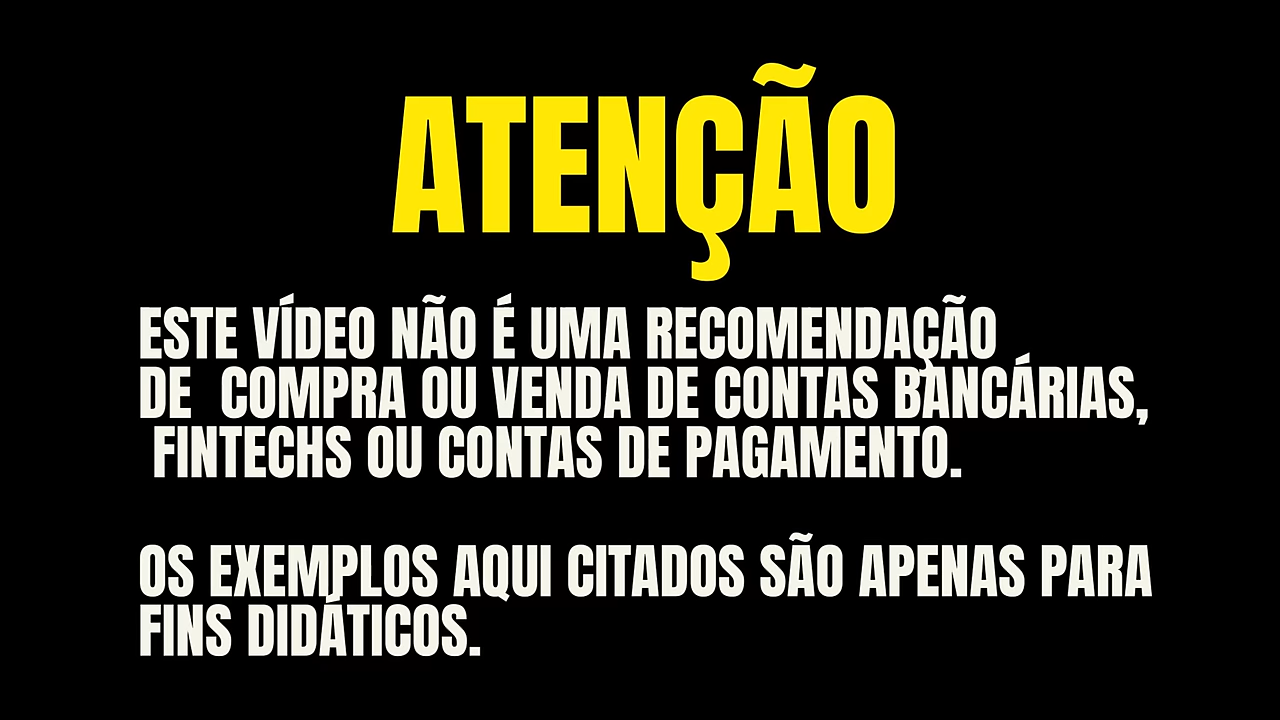 ATENÇÃO
ESTE VÍDEO NÃO É UMA RECOMENDAÇÃO
DE  COMPRA OU VENDA DE CONTAS BANCÁRIAS,
FINTECHS OU CONTAS DE PAGAMENTO.
OS EXEMPLOS AQUI CITADOS SÃO APENAS PARA
FINS DIDÁTICOS.